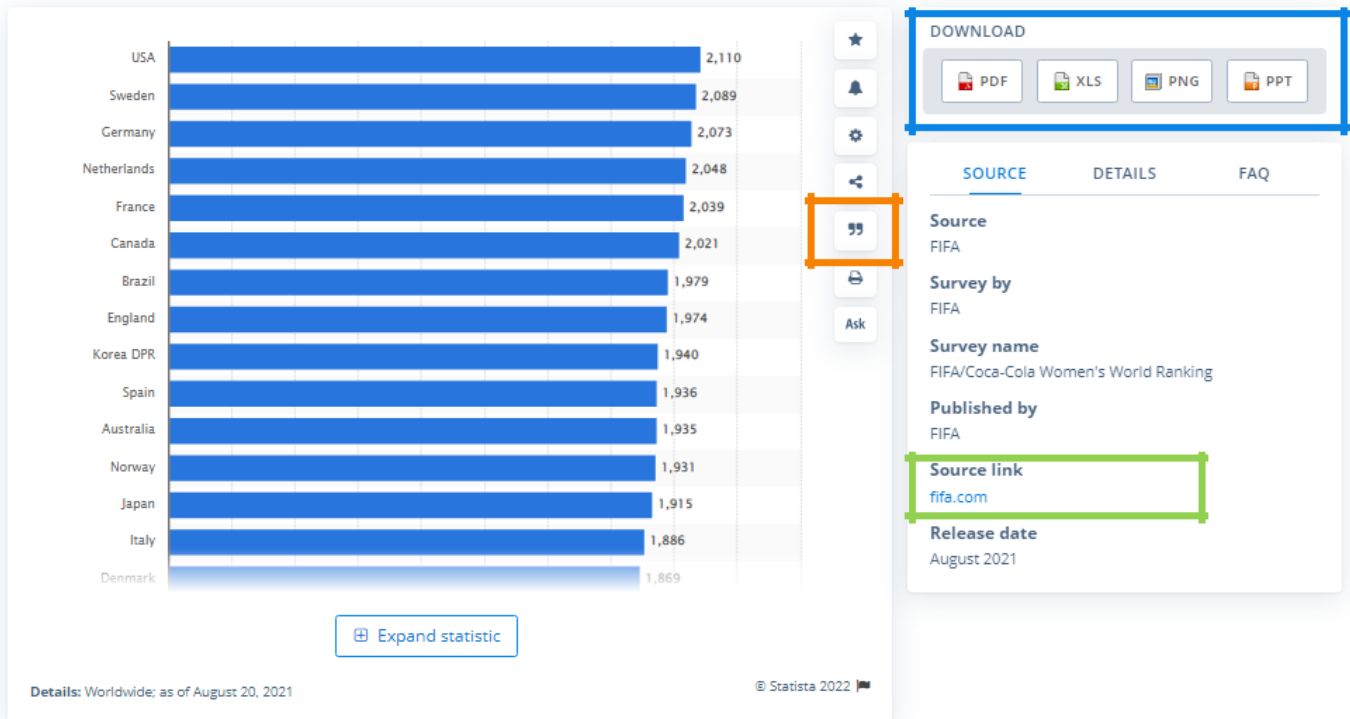 USA 2,110
Sweden 2,089
Germany 2,073
Netherlands 2,048
France 2,039
Canada 2,021
Brazil 1,979
England 1,974
Korea DPR 1,940
Spain 1,936
Australia 1,935
Norway 1,931
Japan 1,915
Italy 1,886
Denmark 1,869
Expand statistic
Details: Worldwide; as of August 20, 2021
© Statista 2022
Ask
DOWNLOAD
PDF XLS PNG PPT
SOURCE DETAILS FAQ
Source
FIFA
Survey by
FIFA
Survey name
FIFA/Coca-Cola Women's World Ranking
Published by
FIFA
Source link
fifa.com
Release date
August 2021